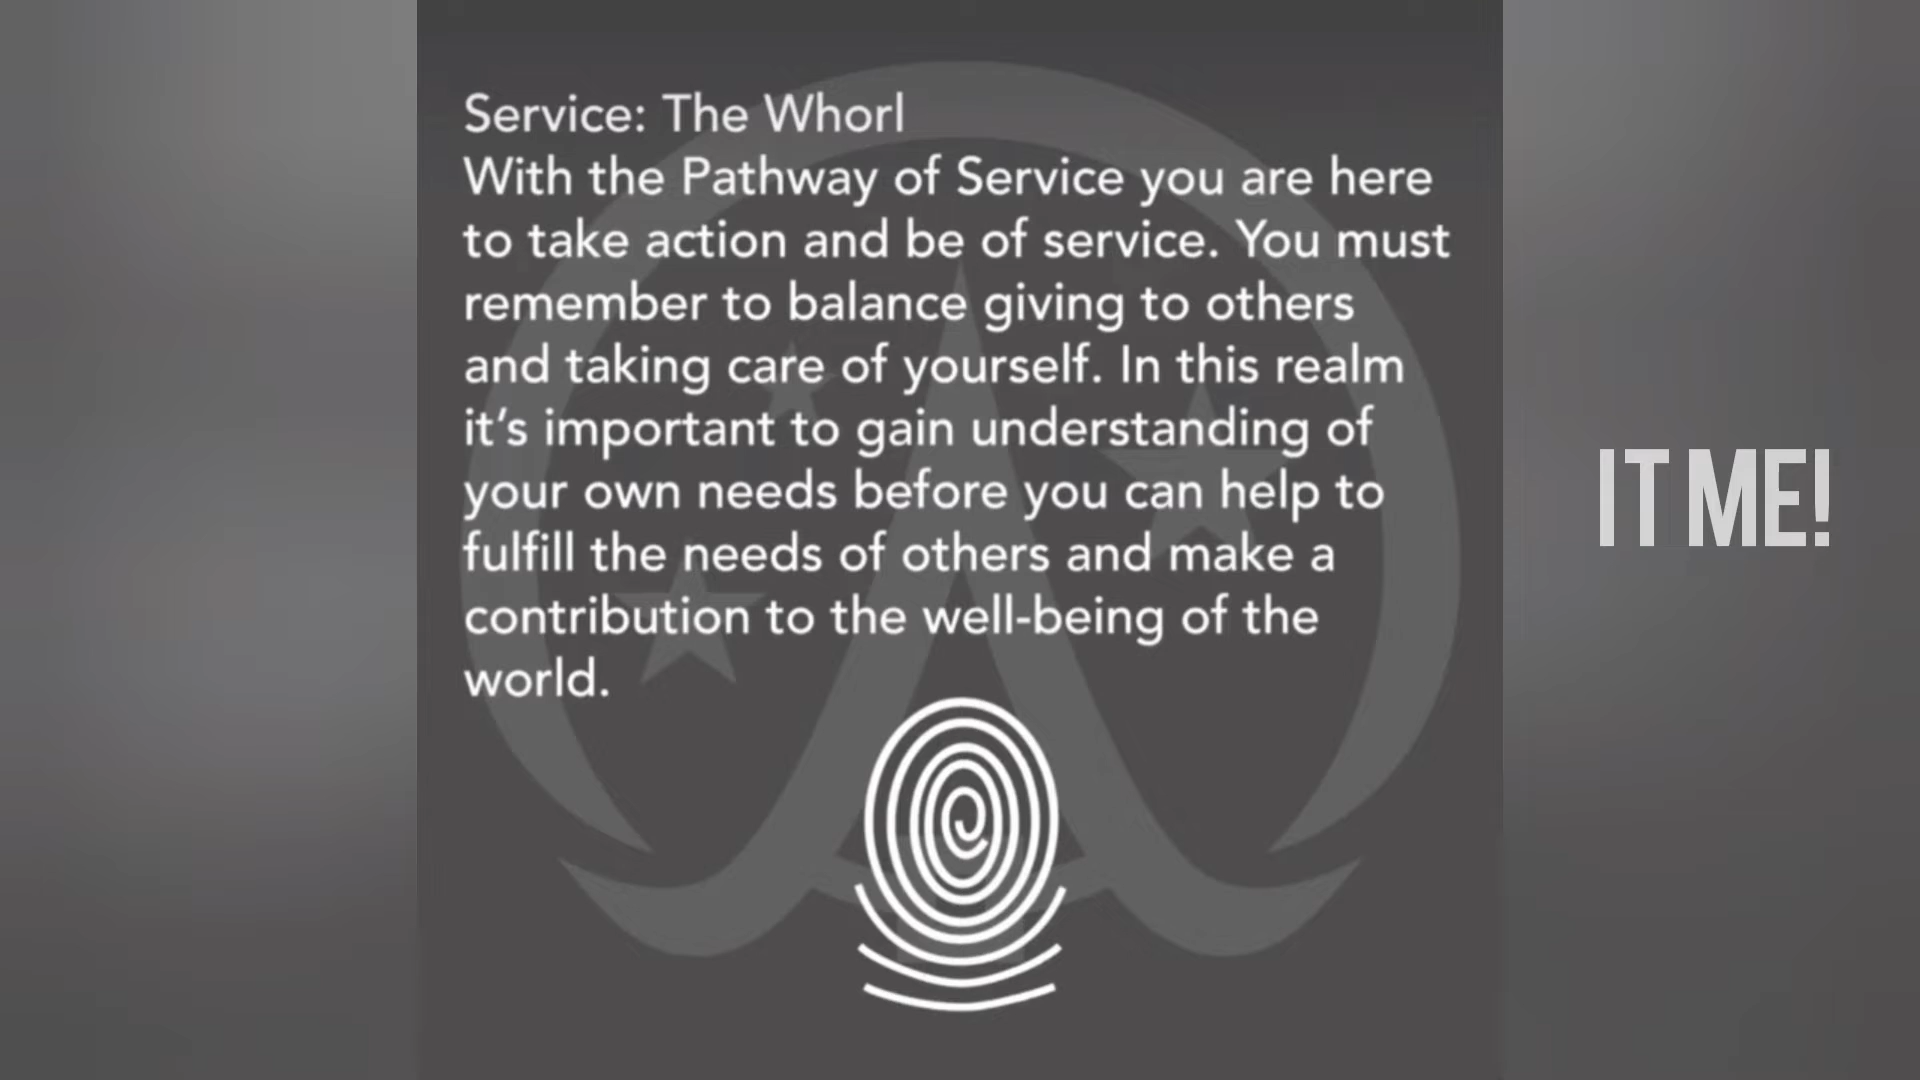 Service: The Whorl
With the Pathway of Service you are here
to take action and be of service. You must
remember to balance giving to others
and taking care of yourself. In this realm
it’s important to gain understanding of
your own needs before you can help to
fulfill the needs of others and make a
contribution to the well-being of the
world.
IT ME!